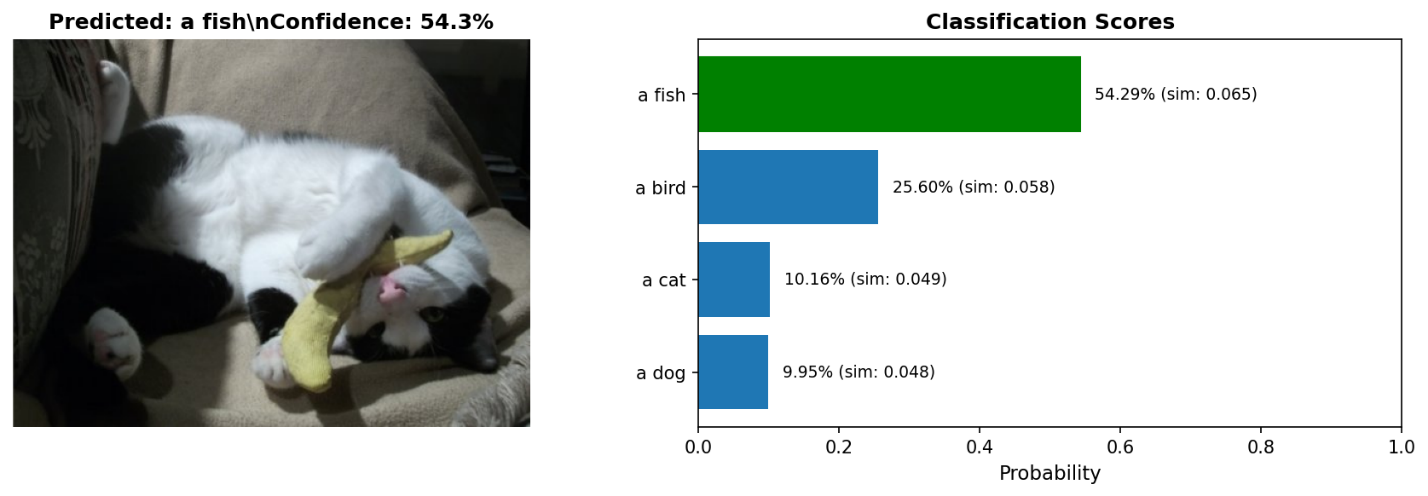 Predicted: a fish\nConfidence: 54.3%
Classification Scores
a fish
54.29% (sim: 0.065)
a bird
25.60% (sim: 0.058)
a cat
10.16% (sim: 0.049)
a dog
9.95% (sim: 0.048)
0.0 0.2 0.4 0.6 0.8 1.0
Probability